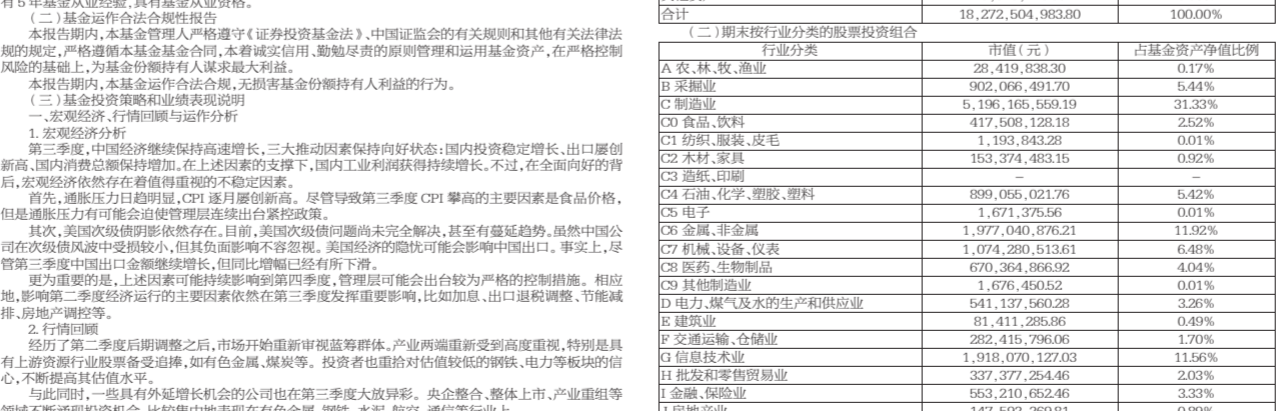 有5年基金从业经验,具有基金从业资格。
(二)基金运作合法合规性报告
本报告期内,本基金管理人严格遵守《证券投资基金法》、中国证监会的有关规则和其他有关法律法
规的规定,严格遵循本基金基金合同,本着诚实信用、勤勉尽责的原则管理和运用基金资产,在严格控制
风险的基础上,为基金份额持有人谋求最大利益。
本报告期内,本基金运作合法合规,无损害基金份额持有人利益的行为。
(三)基金投资策略和业绩表现说明
一、宏观经济、行情回顾与运作分析
1. 宏观经济分析
第三季度,中国经济继续保持高速增长,三大推动因素保持向好状态:国内投资稳定增长、出口屡创
新高、国内消费总额保持增加。在上述因素的支撑下,国内工业利润获得持续增长。不过,在全面向好的背
后,宏观经济依然存在着值得重视的不稳定因素。
首先,通胀压力日趋明显,CPI 逐月屡创新高。 尽管导致第三季度 CPI 攀高的主要因素是食品价格,
但是通胀压力有可能会迫使管理层连续出台紧控政策。
其次,美国次级债阴影依然存在。目前,美国次级债问题尚未完全解决,甚至有蔓延趋势。虽然中国公
司在次级债风波中受损较小,但其负面影响不容忽视。 美国经济的隐忧可能会影响中国出口。事实上,尽
管第三季度中国出口金额继续增长,但同比增幅已经有所下滑。
更为重要的是,上述因素可能持续影响到第四季度,管理层可能会出台较为严格的控制措施。 相应
地,影响第二季度经济运行的主要因素依然在第三季度发挥重要影响,比如加息、出口退税调整、节能减
排、房地产调控等。
2. 行情回顾
经历了第二季度后期调整之后,市场开始重新审视蓝筹群体。产业两端重新受到高度重视,特别是具
有上游资源行业股票备受追捧,如有色金属、煤炭等。 投资者也重拾对估值较低的钢铁、电力等板块的信
心,不断提高其估值水平。
与此同时,一些具有外延增长机会的公司也在第三季度大放异彩。 央企整合、整体上市、产业重组等
领域不断涌现投资机会,比较集中地表现在有色金属、钢铁、水泥、航空、通信等行业上。
合计 18,272,504,983.80 100.00%
(二)期末按行业分类的股票投资组合
行业分类 市值(元) 占基金资产净值比例
A 农、林、牧、渔业 28,419,838.30 0.17%
B 采掘业 902,066,491.70 5.44%
C 制造业 5,196,165,559.19 31.33%
C0 食品、饮料 417,508,128.18 2.52%
C1 纺织、服装、皮毛 1,193,843.28 0.01%
C2 木材、家具 153,374,483.15 0.92%
C3 造纸、印刷 – –
C4 石油、化学、塑胶、塑料 899,055,021.76 5.42%
C5 电子 1,671,375.56 0.01%
C6 金属、非金属 1,977,040,876.21 11.92%
C7 机械、设备、仪表 1,074,280,513.61 6.48%
C8 医药、生物制品 670,364,866.92 4.04%
C9 其他制造业 1,676,450.52 0.01%
D 电力、煤气及水的生产和供应业 541,137,560.28 3.26%
E 建筑业 81,411,285.86 0.49%
F 交通运输、仓储业 282,415,796.06 1.70%
G 信息技术业 1,918,070,127.03 11.56%
H 批发和零售贸易业 337,377,254.46 2.03%
I 金融、保险业 553,210,652.46 3.33%
J 房地产业 147,593,369.81 0.89%